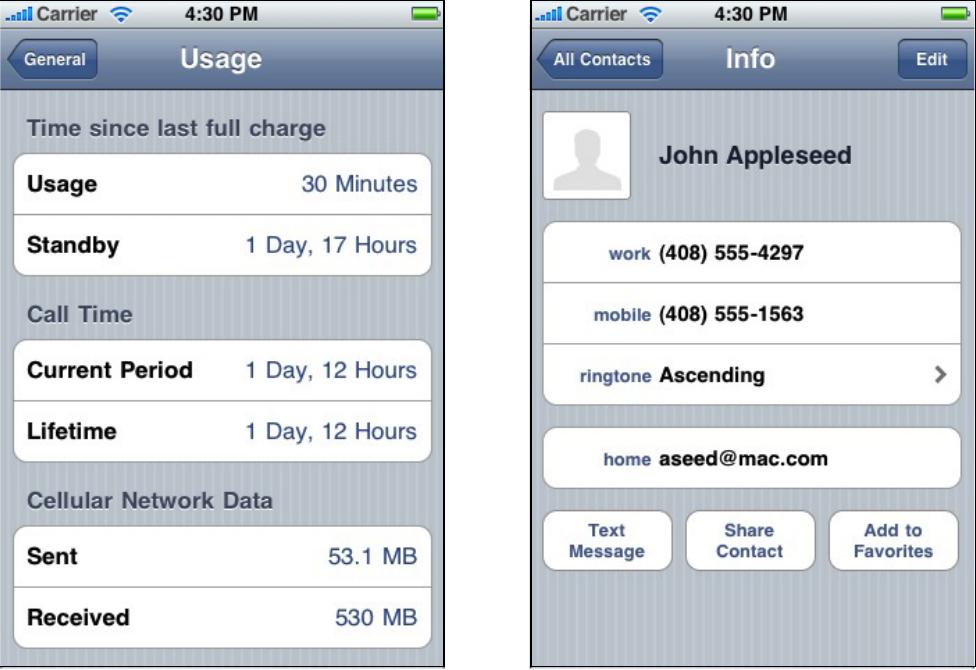 Carrier 4:30 PM
General Usage
Time since last full charge
Usage 30 Minutes
Standby 1 Day, 17 Hours
Call Time
Current Period 1 Day, 12 Hours
Lifetime 1 Day, 12 Hours
Cellular Network Data
Sent 53.1 MB
Received 530 MB
Carrier 4:30 PM
All Contacts Info Edit
John Appleseed
work (408) 555-4297
mobile (408) 555-1563
ringtone Ascending
home aseed@mac.com
Text Message
Share Contact
Add to Favorites